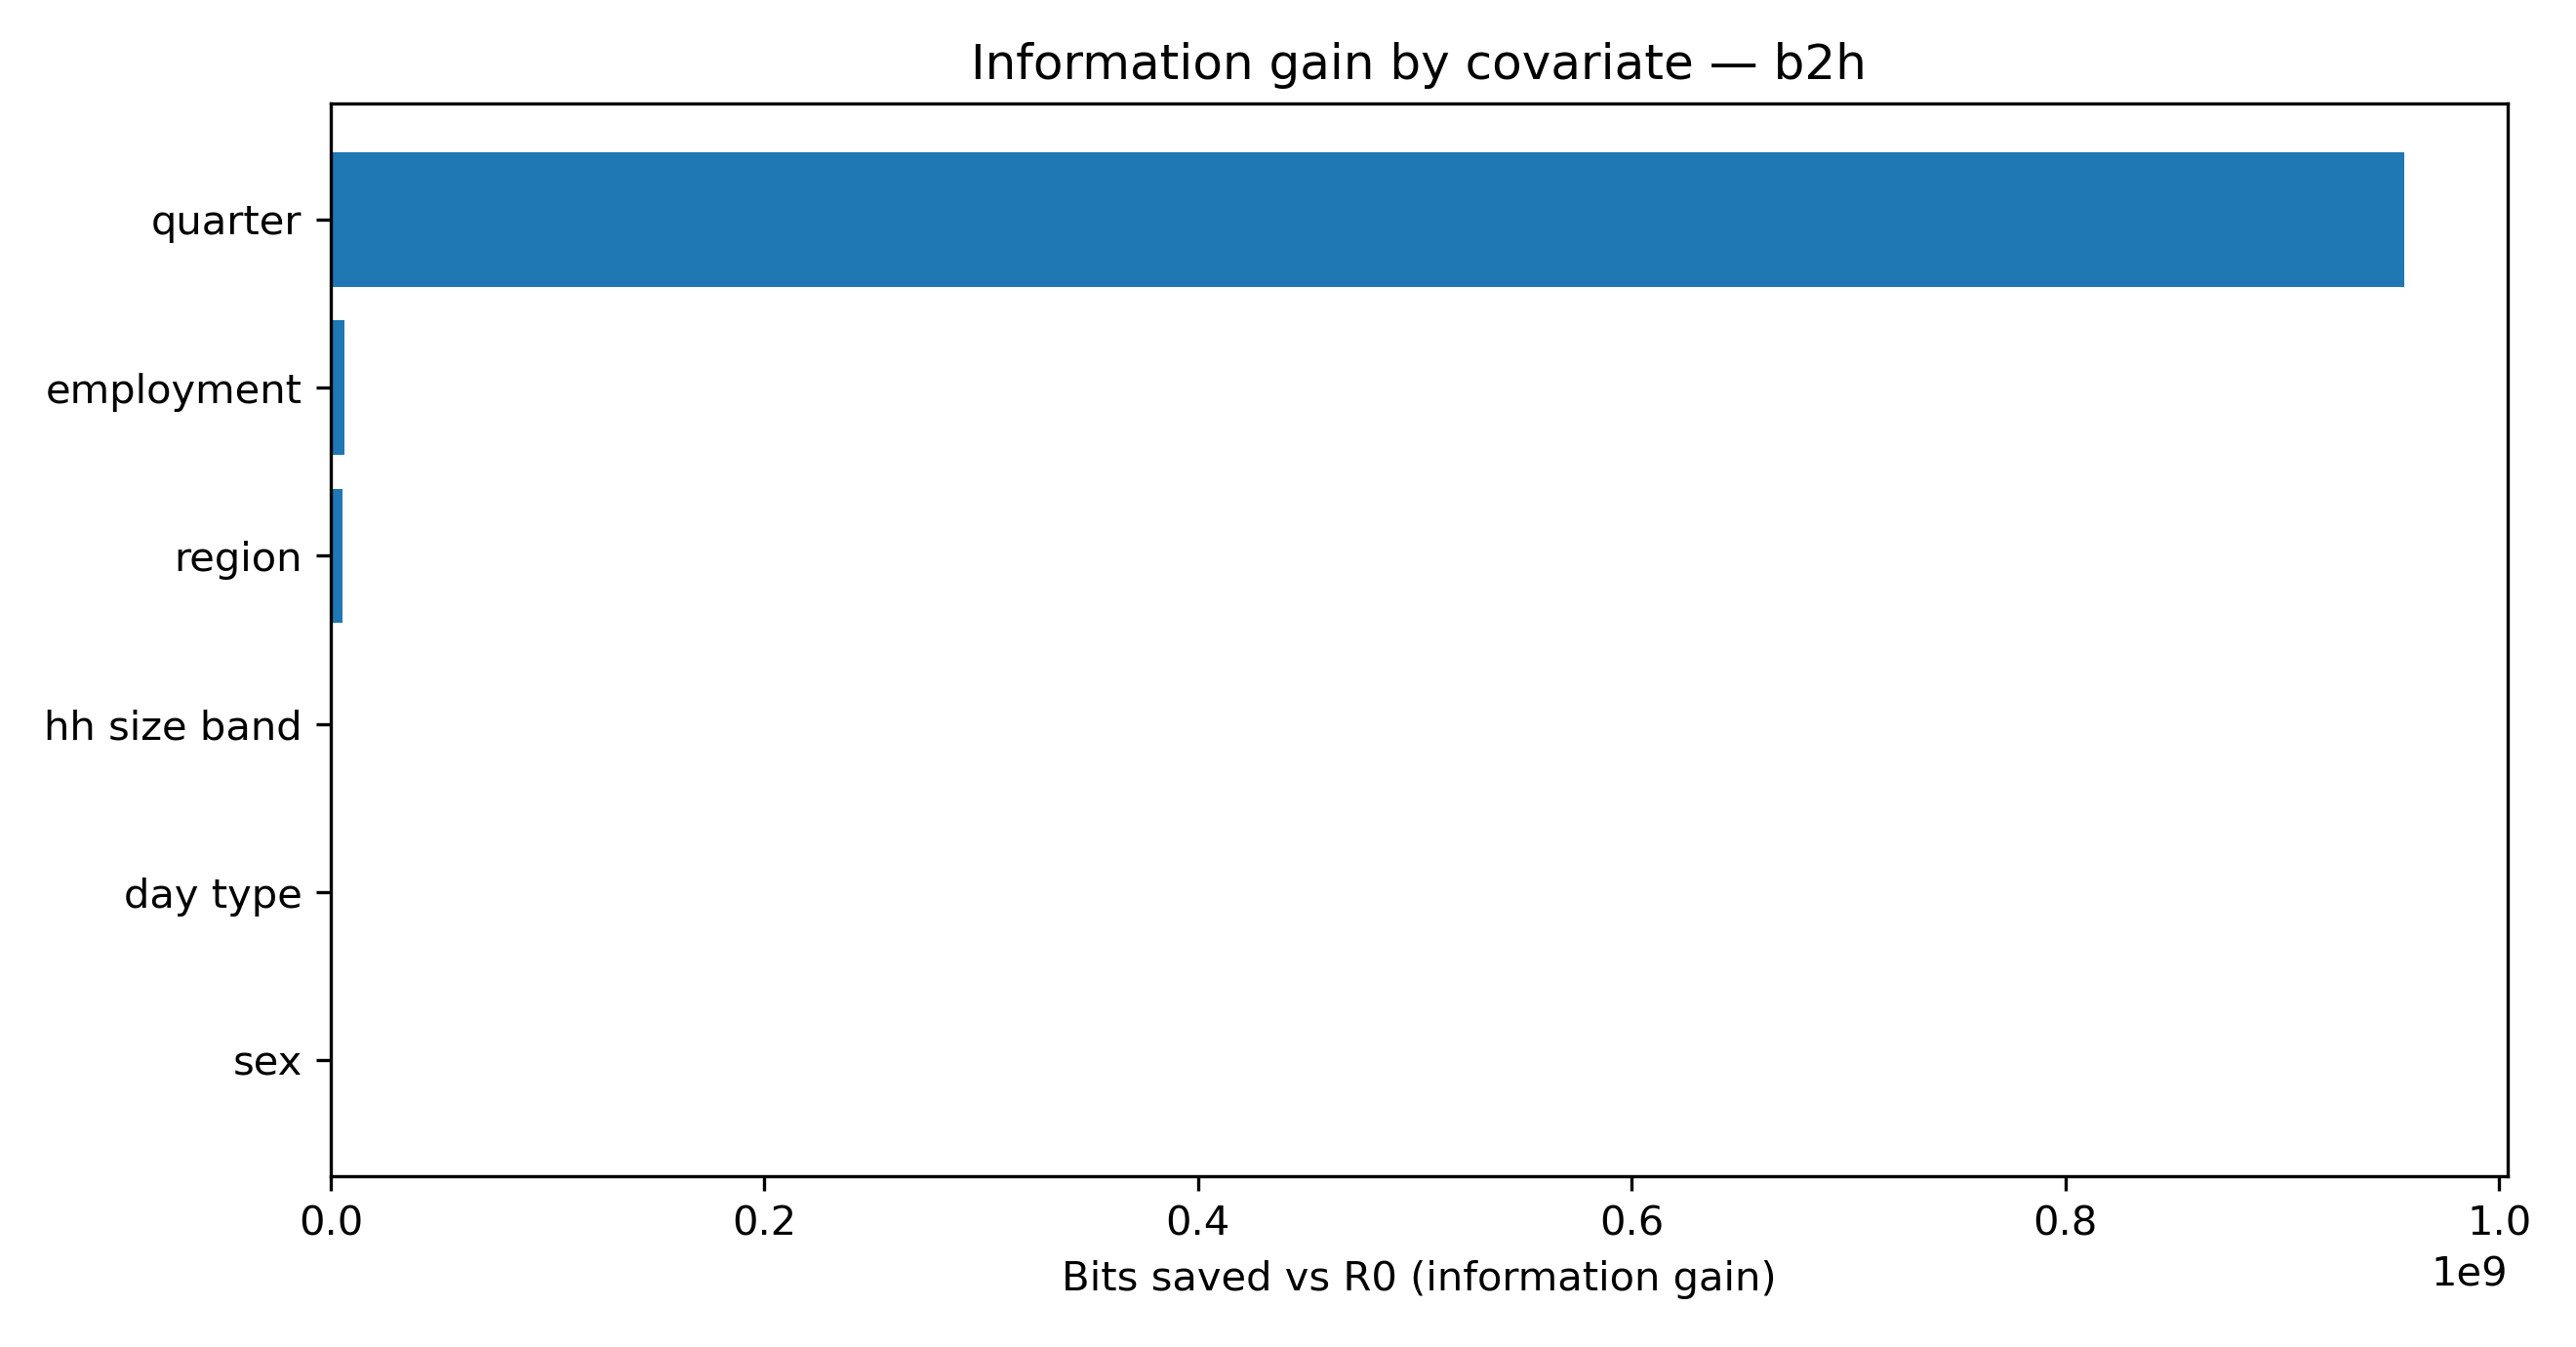 Information gain by covariate — b2h
quarter
employment
region
hh size band
day type
sex
0.0 0.2 0.4 0.6 0.8 1.0
1e9
Bits saved vs R0 (information gain)